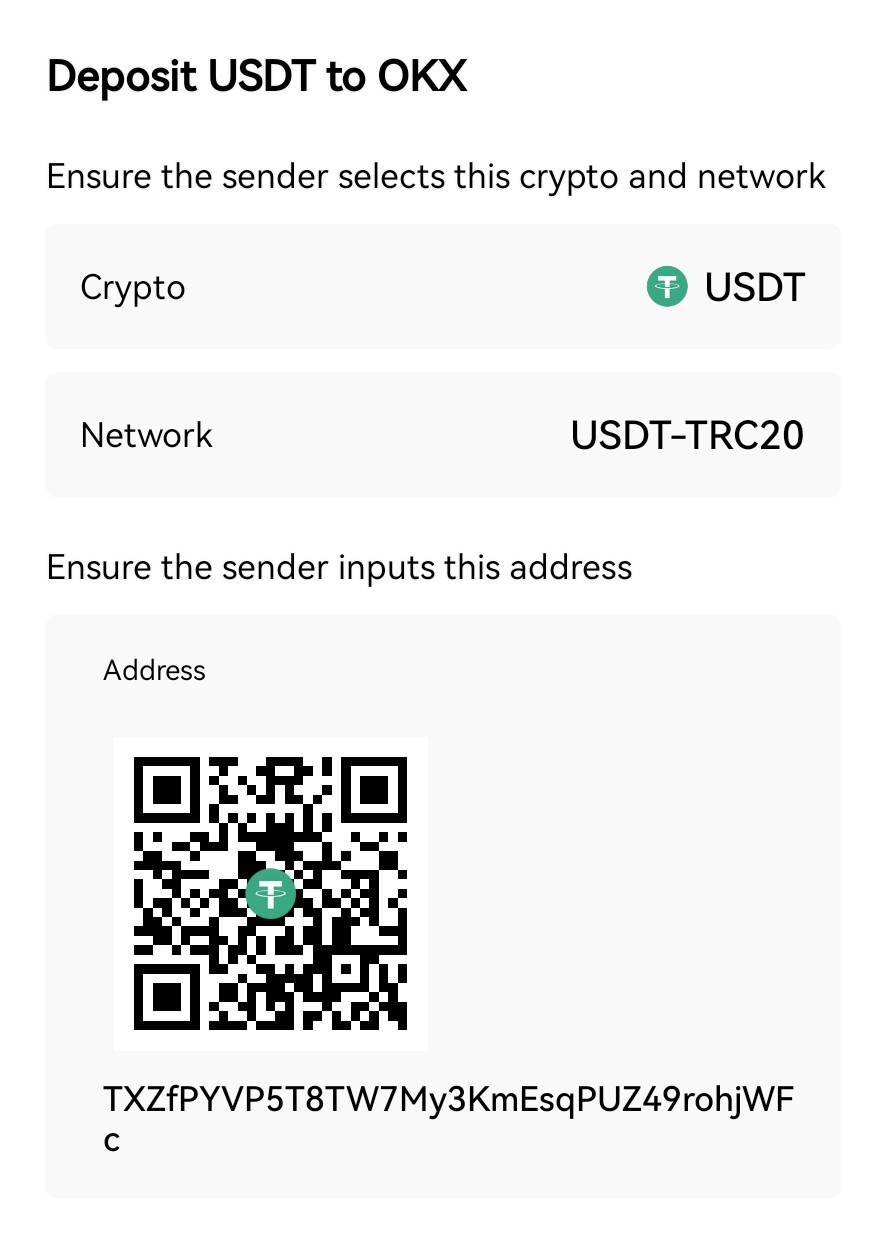 Deposit USDT to OKX
Ensure the sender selects this crypto and network
Crypto
USDT
Network
USDT-TRC20
Ensure the sender inputs this address
Address
TXZfPYVP5T8TW7My3KmEsqPUZ49rohjWF
c